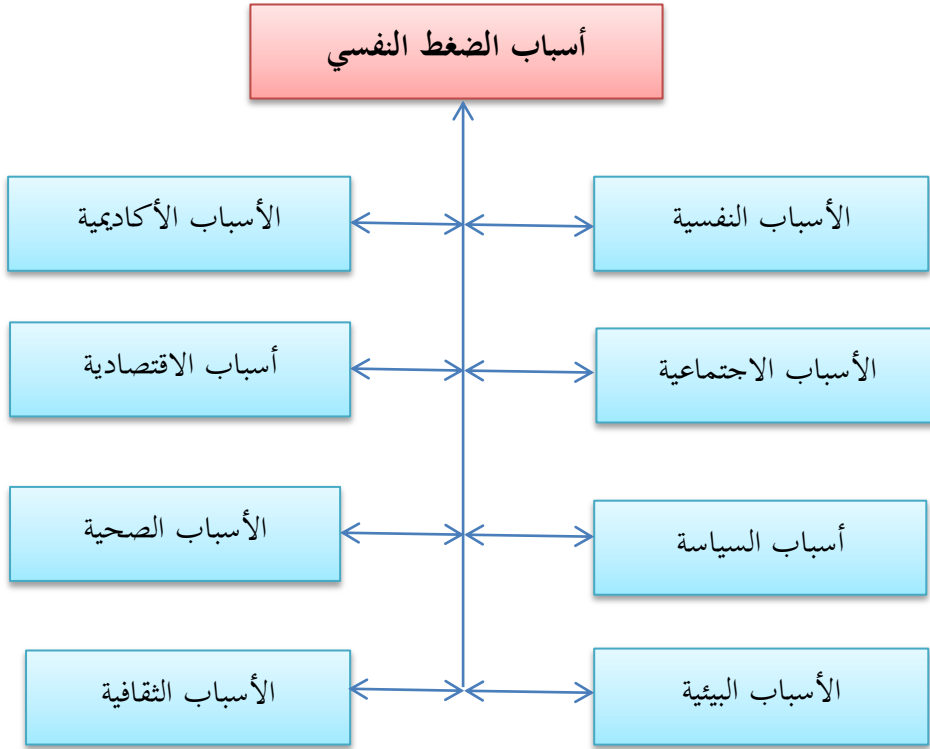 أسباب الضغط النفسي
الأسباب النفسية
الأسباب الأكاديمية
الأسباب الاجتماعية
أسباب الاقتصادية
أسباب السياسة
الأسباب الصحية
الأسباب البيئية
الأسباب الثقافية